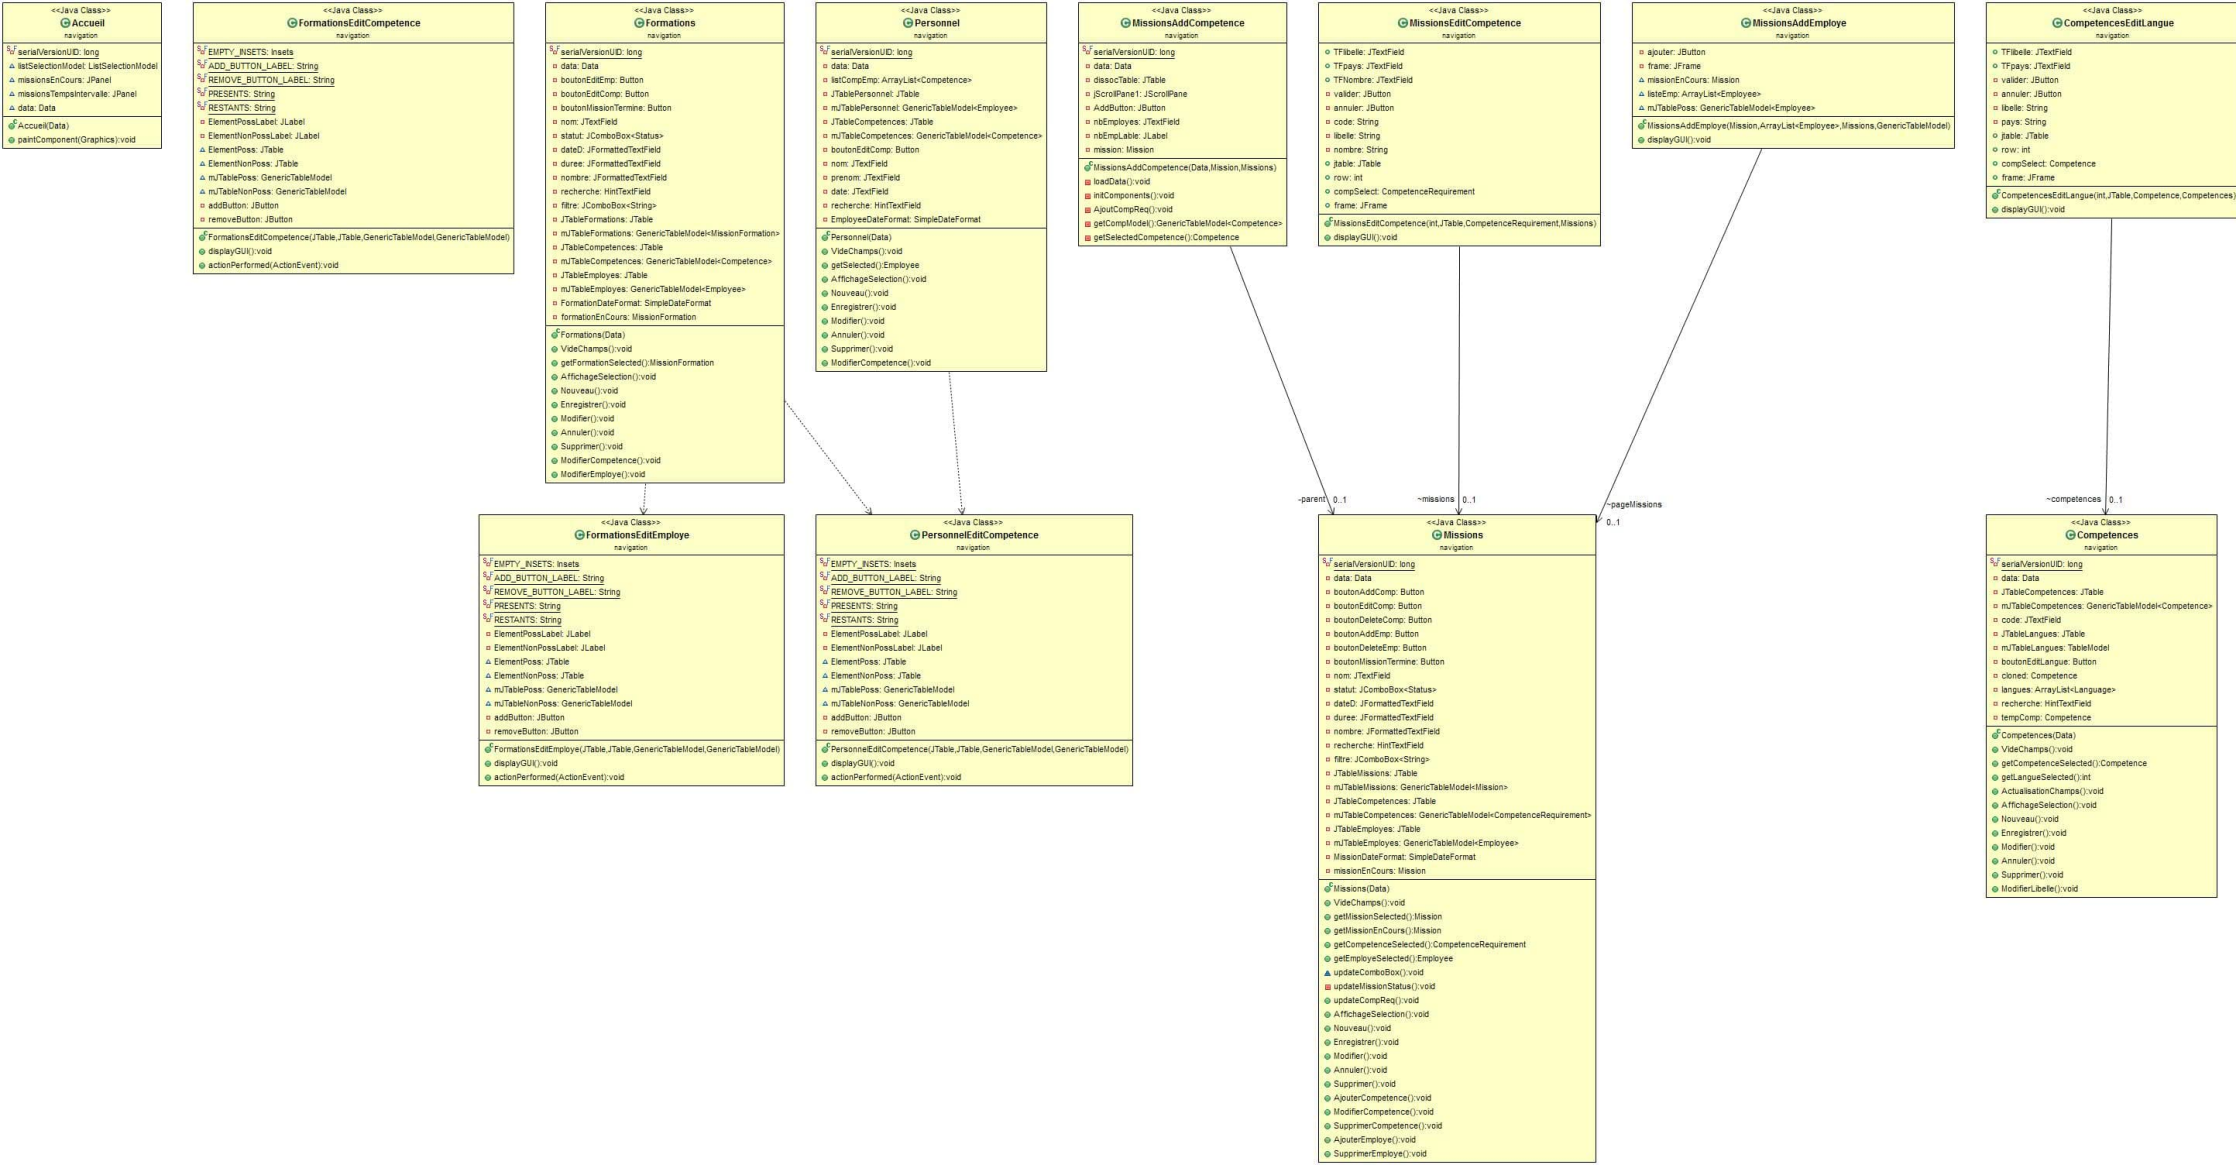 <<Java Class>>
Accueil
navigation
serialVersionUID: long
listSelectionModel: ListSelectionModel
missionsEnCours: JPanel
missionsTempsIntervalle: JPanel
data: Data
Accueil(Data)
paintComponent(Graphics):void
<<Java Class>>
FormationsEditCompetence
navigation
EMPTY_INSETS: Insets
ADD_BUTTON_LABEL: String
REMOVE_BUTTON_LABEL: String
PRESENTS: String
RESTANTS: String
ElementPossLabel: JLabel
ElementNonPossLabel: JLabel
ElementPoss: JTable
ElementNonPoss: JTable
mJTablePoss: GenericTableModel
mJTableNonPoss: GenericTableModel
addButton: JButton
removeButton: JButton
FormationsEditCompetence(JTable,JTable,GenericTableModel,GenericTableModel)
displayGUI():void
actionPerformed(ActionEvent):void
<<Java Class>>
Formations
navigation
serialVersionUID: long
data: Data
boutonEditEmp: Button
boutonEditComp: Button
boutonMissionTermine: Button
nom: JTextField
statut: JComboBox<Status>
dateD: JFormattedTextField
duree: JFormattedTextField
nombre: JFormattedTextField
recherche: HintTextField
filtre: JComboBox<String>
JTableFormations: JTable
mJTableFormations: GenericTableModel<MissionFormation>
JTableCompetences: JTable
mJTableCompetences: GenericTableModel<Competence>
JTableEmployes: JTable
mJTableEmployes: GenericTableModel<Employee>
FormationDateFormat: SimpleDateFormat
formationEnCours: MissionFormation
Formations(Data)
VideChamps():void
getFormationSelected():MissionFormation
AffichageSelection():void
Nouveau():void
Enregistrer():void
Modifier():void
Annuler():void
Supprimer():void
ModifierCompetence():void
ModifierEmploye():void
<<Java Class>>
Personnel
navigation
serialVersionUID: long
data: Data
listCompEmp: ArrayList<Competence>
JTablePersonnel: JTable
mJTablePersonnel: GenericTableModel<Employee>
JTableCompetences: JTable
mJTableCompetences: GenericTableModel<Competence>
boutonEditComp: Button
nom: JTextField
prenom: JTextField
date: JTextField
recherche: HintTextField
EmployeeDateFormat: SimpleDateFormat
Personnel(Data)
VideChamps():void
getSelected():Employee
AffichageSelection():void
Nouveau():void
Enregistrer():void
Modifier():void
Annuler():void
Supprimer():void
ModifierCompetence():void
<<Java Class>>
MissionsAddCompetence
navigation
serialVersionUID: long
data: Data
dissocTable: JTable
jScrollPane1: JScrollPane
AddButton: JButton
nbEmployes: JTextField
nbEmpLable: JLabel
mission: Mission
MissionsAddCompetence(Data,Mission,Missions)
loadData():void
initComponents():void
AjoutCompReq():void
getCompModel():GenericTableModel<Competence>
getSelectedCompetence():Competence
<<Java Class>>
MissionsEditCompetence
navigation
TFlibelle: JTextField
TFpays: JTextField
TFNombre: JTextField
valider: JButton
annuler: JButton
code: String
libelle: String
nombre: String
jtable: JTable
row: int
compSelect: CompetenceRequirement
frame: JFrame
MissionsEditCompetence(int,JTable,CompetenceRequirement,Missions)
displayGUI():void
<<Java Class>>
MissionsAddEmploye
navigation
ajouter: JButton
frame: JFrame
missionEnCours: Mission
listeEmp: ArrayList<Employee>
mJTablePoss: GenericTableModel<Employee>
MissionsAddEmploye(Mission,ArrayList<Employee>,Missions,GenericTableModel)
displayGUI():void
<<Java Class>>
CompetencesEditLangue
navigation
TFlibelle: JTextField
TFpays: JTextField
valider: JButton
annuler: JButton
libelle: String
pays: String
jtable: JTable
row: int
compSelect: Competence
frame: JFrame
CompetencesEditLangue(int,JTable,Competence,Competences)
displayGUI():void
-parent 0..1
~missions 0..1
~pageMissions
0..1
~competences 0..1
<<Java Class>>
FormationsEditEmploye
navigation
EMPTY_INSETS: Insets
ADD_BUTTON_LABEL: String
REMOVE_BUTTON_LABEL: String
PRESENTS: String
RESTANTS: String
ElementPossLabel: JLabel
ElementNonPossLabel: JLabel
ElementPoss: JTable
ElementNonPoss: JTable
mJTablePoss: GenericTableModel
mJTableNonPoss: GenericTableModel
addButton: JButton
removeButton: JButton
FormationsEditEmploye(JTable,JTable,GenericTableModel,GenericTableModel)
displayGUI():void
actionPerformed(ActionEvent):void
<<Java Class>>
PersonnelEditCompetence
navigation
EMPTY_INSETS: Insets
ADD_BUTTON_LABEL: String
REMOVE_BUTTON_LABEL: String
PRESENTS: String
RESTANTS: String
ElementPossLabel: JLabel
ElementNonPossLabel: JLabel
ElementPoss: JTable
ElementNonPoss: JTable
mJTablePoss: GenericTableModel
mJTableNonPoss: GenericTableModel
addButton: JButton
removeButton: JButton
PersonnelEditCompetence(JTable,JTable,GenericTableModel,GenericTableModel)
displayGUI():void
actionPerformed(ActionEvent):void
<<Java Class>>
Missions
navigation
serialVersionUID: long
data: Data
boutonAddComp: Button
boutonEditComp: Button
boutonDeleteComp: Button
boutonAddEmp: Button
boutonDeleteEmp: Button
boutonMissionTermine: Button
nom: JTextField
statut: JComboBox<Status>
dateD: JFormattedTextField
duree: JFormattedTextField
nombre: JFormattedTextField
recherche: HintTextField
filtre: JComboBox<String>
JTableMissions: JTable
mJTableMissions: GenericTableModel<Mission>
JTableCompetences: JTable
mJTableCompetences: GenericTableModel<CompetenceRequirement>
JTableEmployes: JTable
mJTableEmployes: GenericTableModel<Employee>
MissionDateFormat: SimpleDateFormat
missionEnCours: Mission
Missions(Data)
VideChamps():void
getMissionSelected():Mission
getMissionEnCours():Mission
getCompetenceSelected():CompetenceRequirement
getEmployeSelected():Employee
updateComboBox():void
updateMissionStatus():void
updateCompReq():void
AffichageSelection():void
Nouveau():void
Enregistrer():void
Modifier():void
Annuler():void
Supprimer():void
AjouterCompetence():void
ModifierCompetence():void
SupprimerCompetence():void
AjouterEmploye():void
SupprimerEmploye():void
<<Java Class>>
Competences
navigation
serialVersionUID: long
data: Data
JTableCompetences: JTable
mJTableCompetences: GenericTableModel<Competence>
code: JTextField
JTableLangues: JTable
mJTableLangues: TableModel
boutonEditLangue: Button
cloned: Competence
langues: ArrayList<Language>
recherche: HintTextField
tempComp: Competence
Competences(Data)
VideChamps():void
getCompetenceSelected():Competence
getLangueSelected():int
ActualisationChamps():void
AffichageSelection():void
Nouveau():void
Enregistrer():void
Modifier():void
Annuler():void
Supprimer():void
ModifierLibelle():void